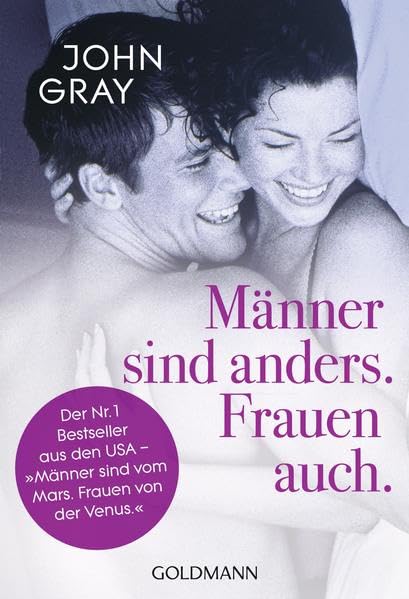 JOHN
GRAY
Männer
sind anders.
Frauen
auch.
Der Nr.1
Bestseller
aus den USA –
»Männer sind vom
Mars. Frauen von
der Venus.«
GOLDMANN